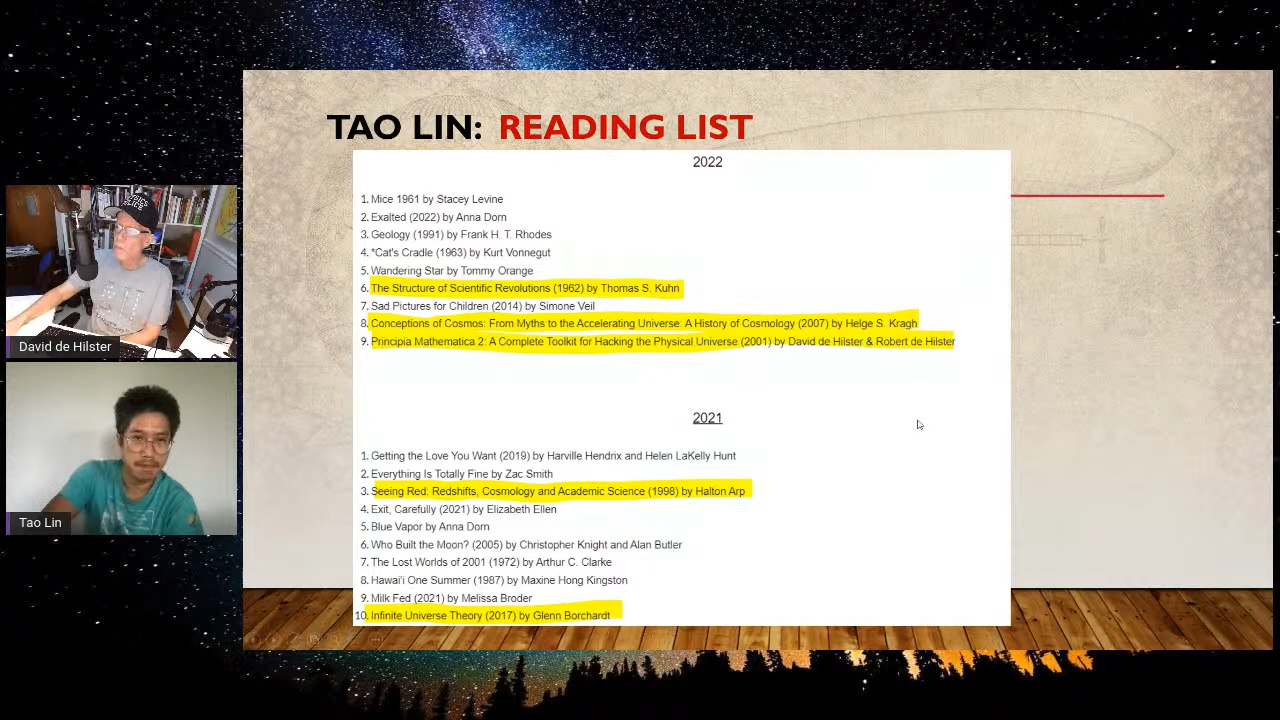 TAO LIN: READING LIST
2022
1. Mice 1961 by Stacey Levine
2. Exalted (2022) by Anna Dorn
3. Geology (1991) by Frank H. T. Rhodes
4. *Cat's Cradle (1963) by Kurt Vonnegut
5. Wandering Star by Tommy Orange
6. The Structure of Scientific Revolutions (1962) by Thomas S. Kuhn
7. Sad Pictures for Children (2014) by Simone Veil
8. Conceptions of Cosmos: From Myths to the Accelerating Universe: A History of Cosmology (2007) by Helge S. Kragh
9. Principia Mathematica 2: A Complete Toolkit for Hacking the Physical Universe (2001) by David de Hilster & Robert de Hilster
2021
1. Getting the Love You Want (2019) by Harville Hendrix and Helen LaKelly Hunt
2. Everything Is Totally Fine by Zac Smith
3. Seeing Red: Redshifts, Cosmology and Academic Science (1998) by Halton Arp
4. Exit, Carefully (2021) by Elizabeth Ellen
5. Blue Vapor by Anna Dorn
6. Who Built the Moon? (2005) by Christopher Knight and Alan Butler
7. The Lost Worlds of 2001 (1972) by Arthur C. Clarke
8. Hawai'i One Summer (1987) by Maxine Hong Kingston
9. Milk Fed (2021) by Melissa Broder
10. Infinite Universe Theory (2017) by Glenn Borchardt
David de Hilster
Tao Lin